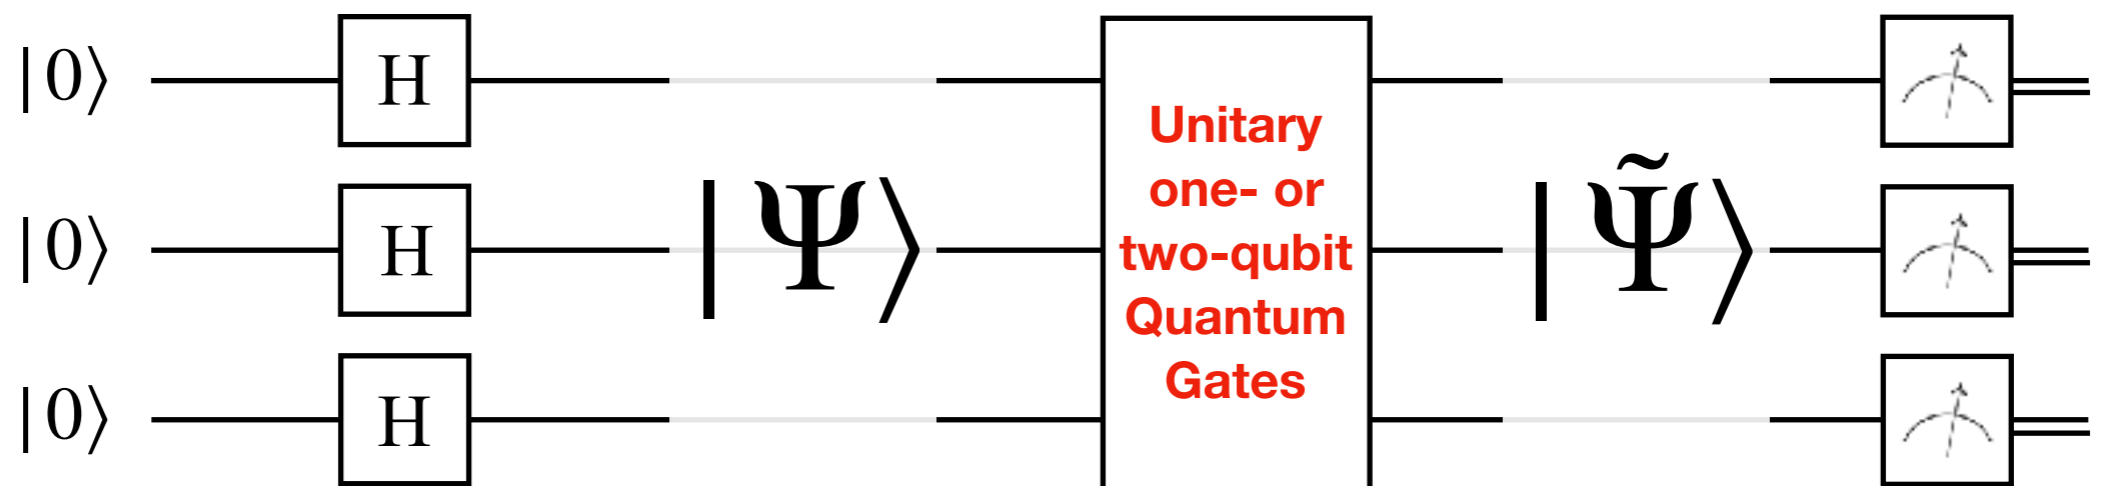 |0⟩ H
|0⟩ H |Ψ⟩ |Ψ̃⟩
|0⟩ H
Unitary
one- or
two-qubit
Quantum
Gates